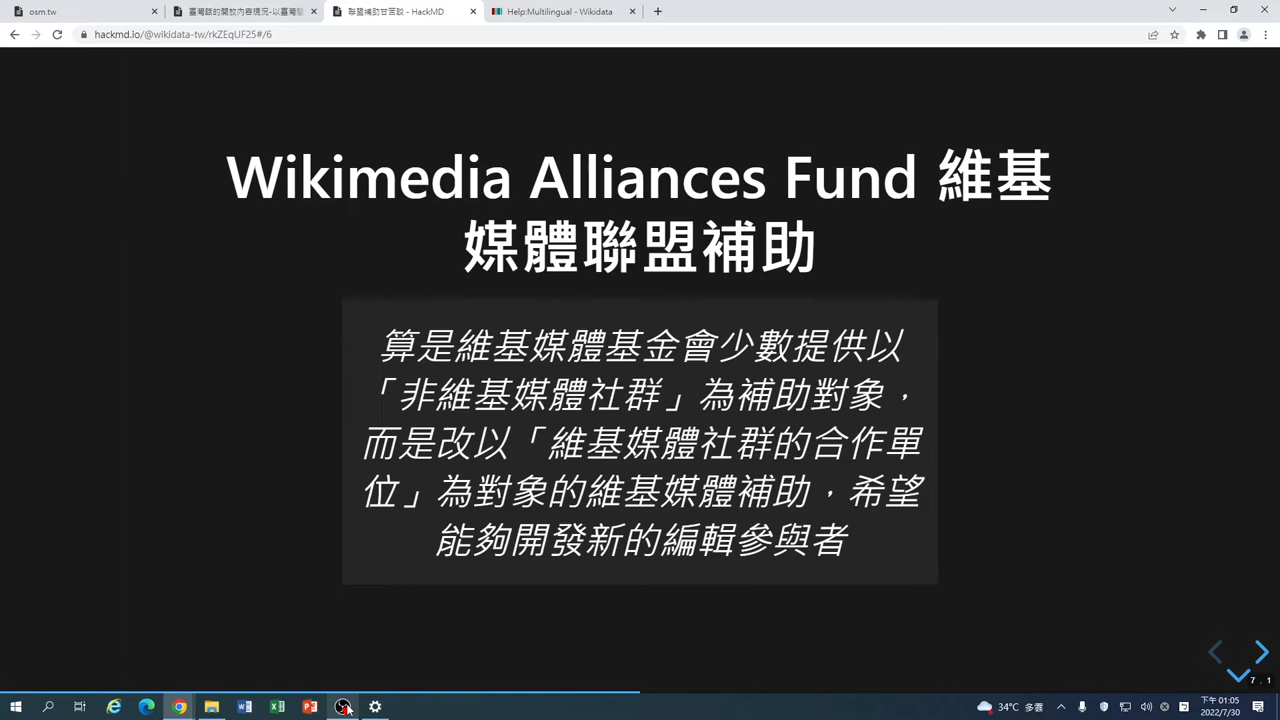 osm.tw
臺灣話的開放內容現況-以臺灣閩
聯盟補助甘苦談 - HackMD
Help:Multilingual - Wikidata
hackmd.io/@wikidata-tw/rkZEqUF25#/6
Wikimedia Alliances Fund 維基
媒體聯盟補助
算是維基媒體基金會少數提供以
「非維基媒體社群」為補助對象，
而是改以「維基媒體社群的合作單
位」為對象的維基媒體補助，希望
能夠開發新的編輯參與者
7.1
34°C 多雲
下午 01:05
2022/7/30